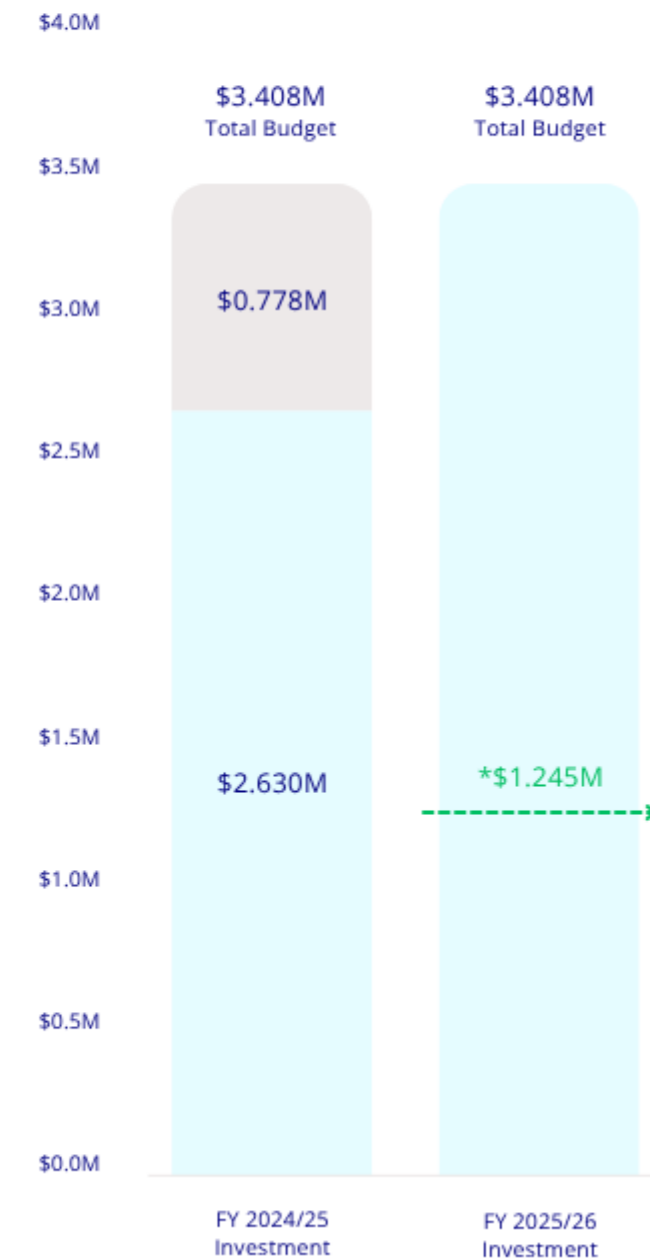 $4.0M
$3.408M
Total Budget
$3.408M
Total Budget
$3.5M
$0.778M
$3.0M
$2.5M
$2.0M
$1.5M
$2.630M
*$1.245M
$1.0M
$0.5M
$0.0M
FY 2024/25
Investment
FY 2025/26
Investment